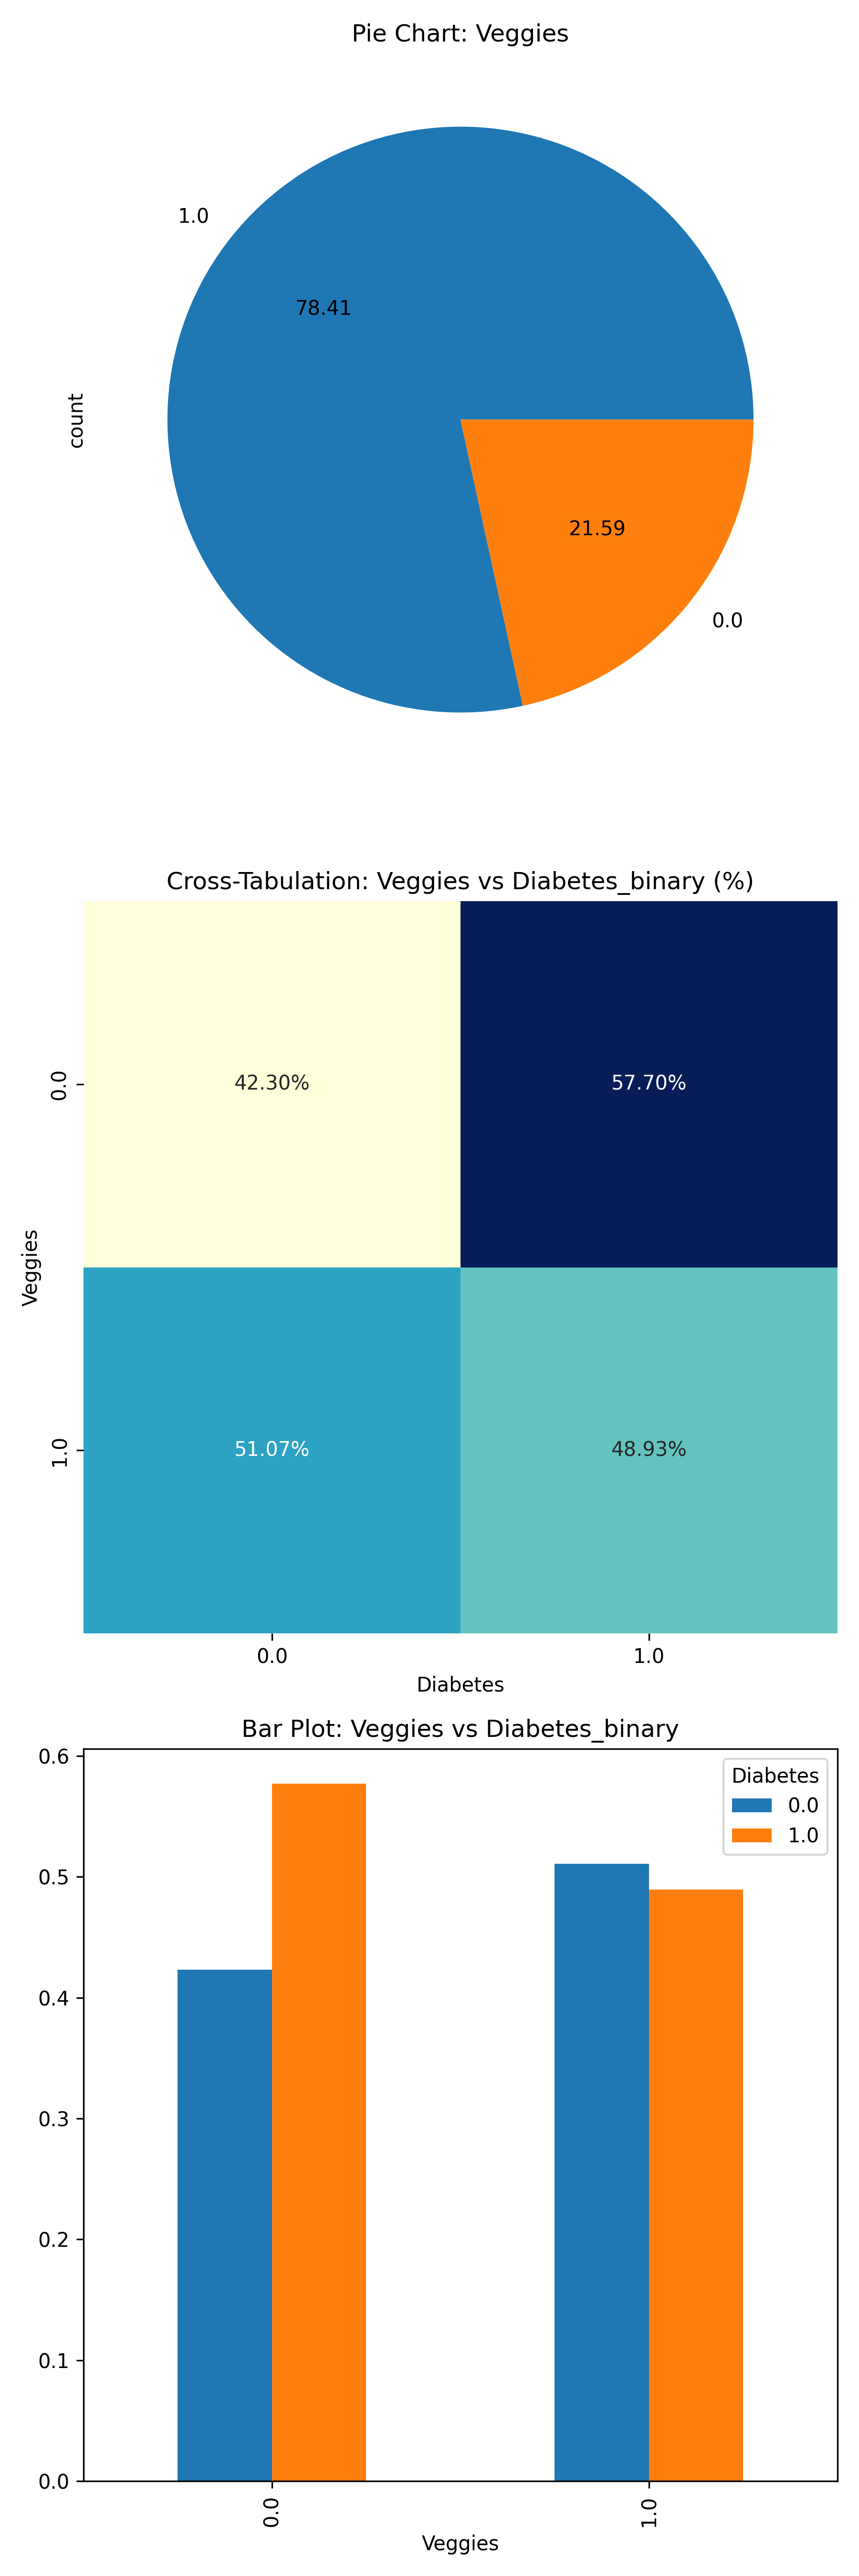 Pie Chart: Veggies
1.0
78.41
count
21.59
0.0
Cross-Tabulation: Veggies vs Diabetes_binary (%)
0.0
42.30%
57.70%
Veggies
1.0
51.07%
48.93%
0.0
1.0
Diabetes
Bar Plot: Veggies vs Diabetes_binary
0.6
Diabetes
0.0
1.0
0.5
0.4
0.3
0.2
0.1
0.0
0.0
1.0
Veggies